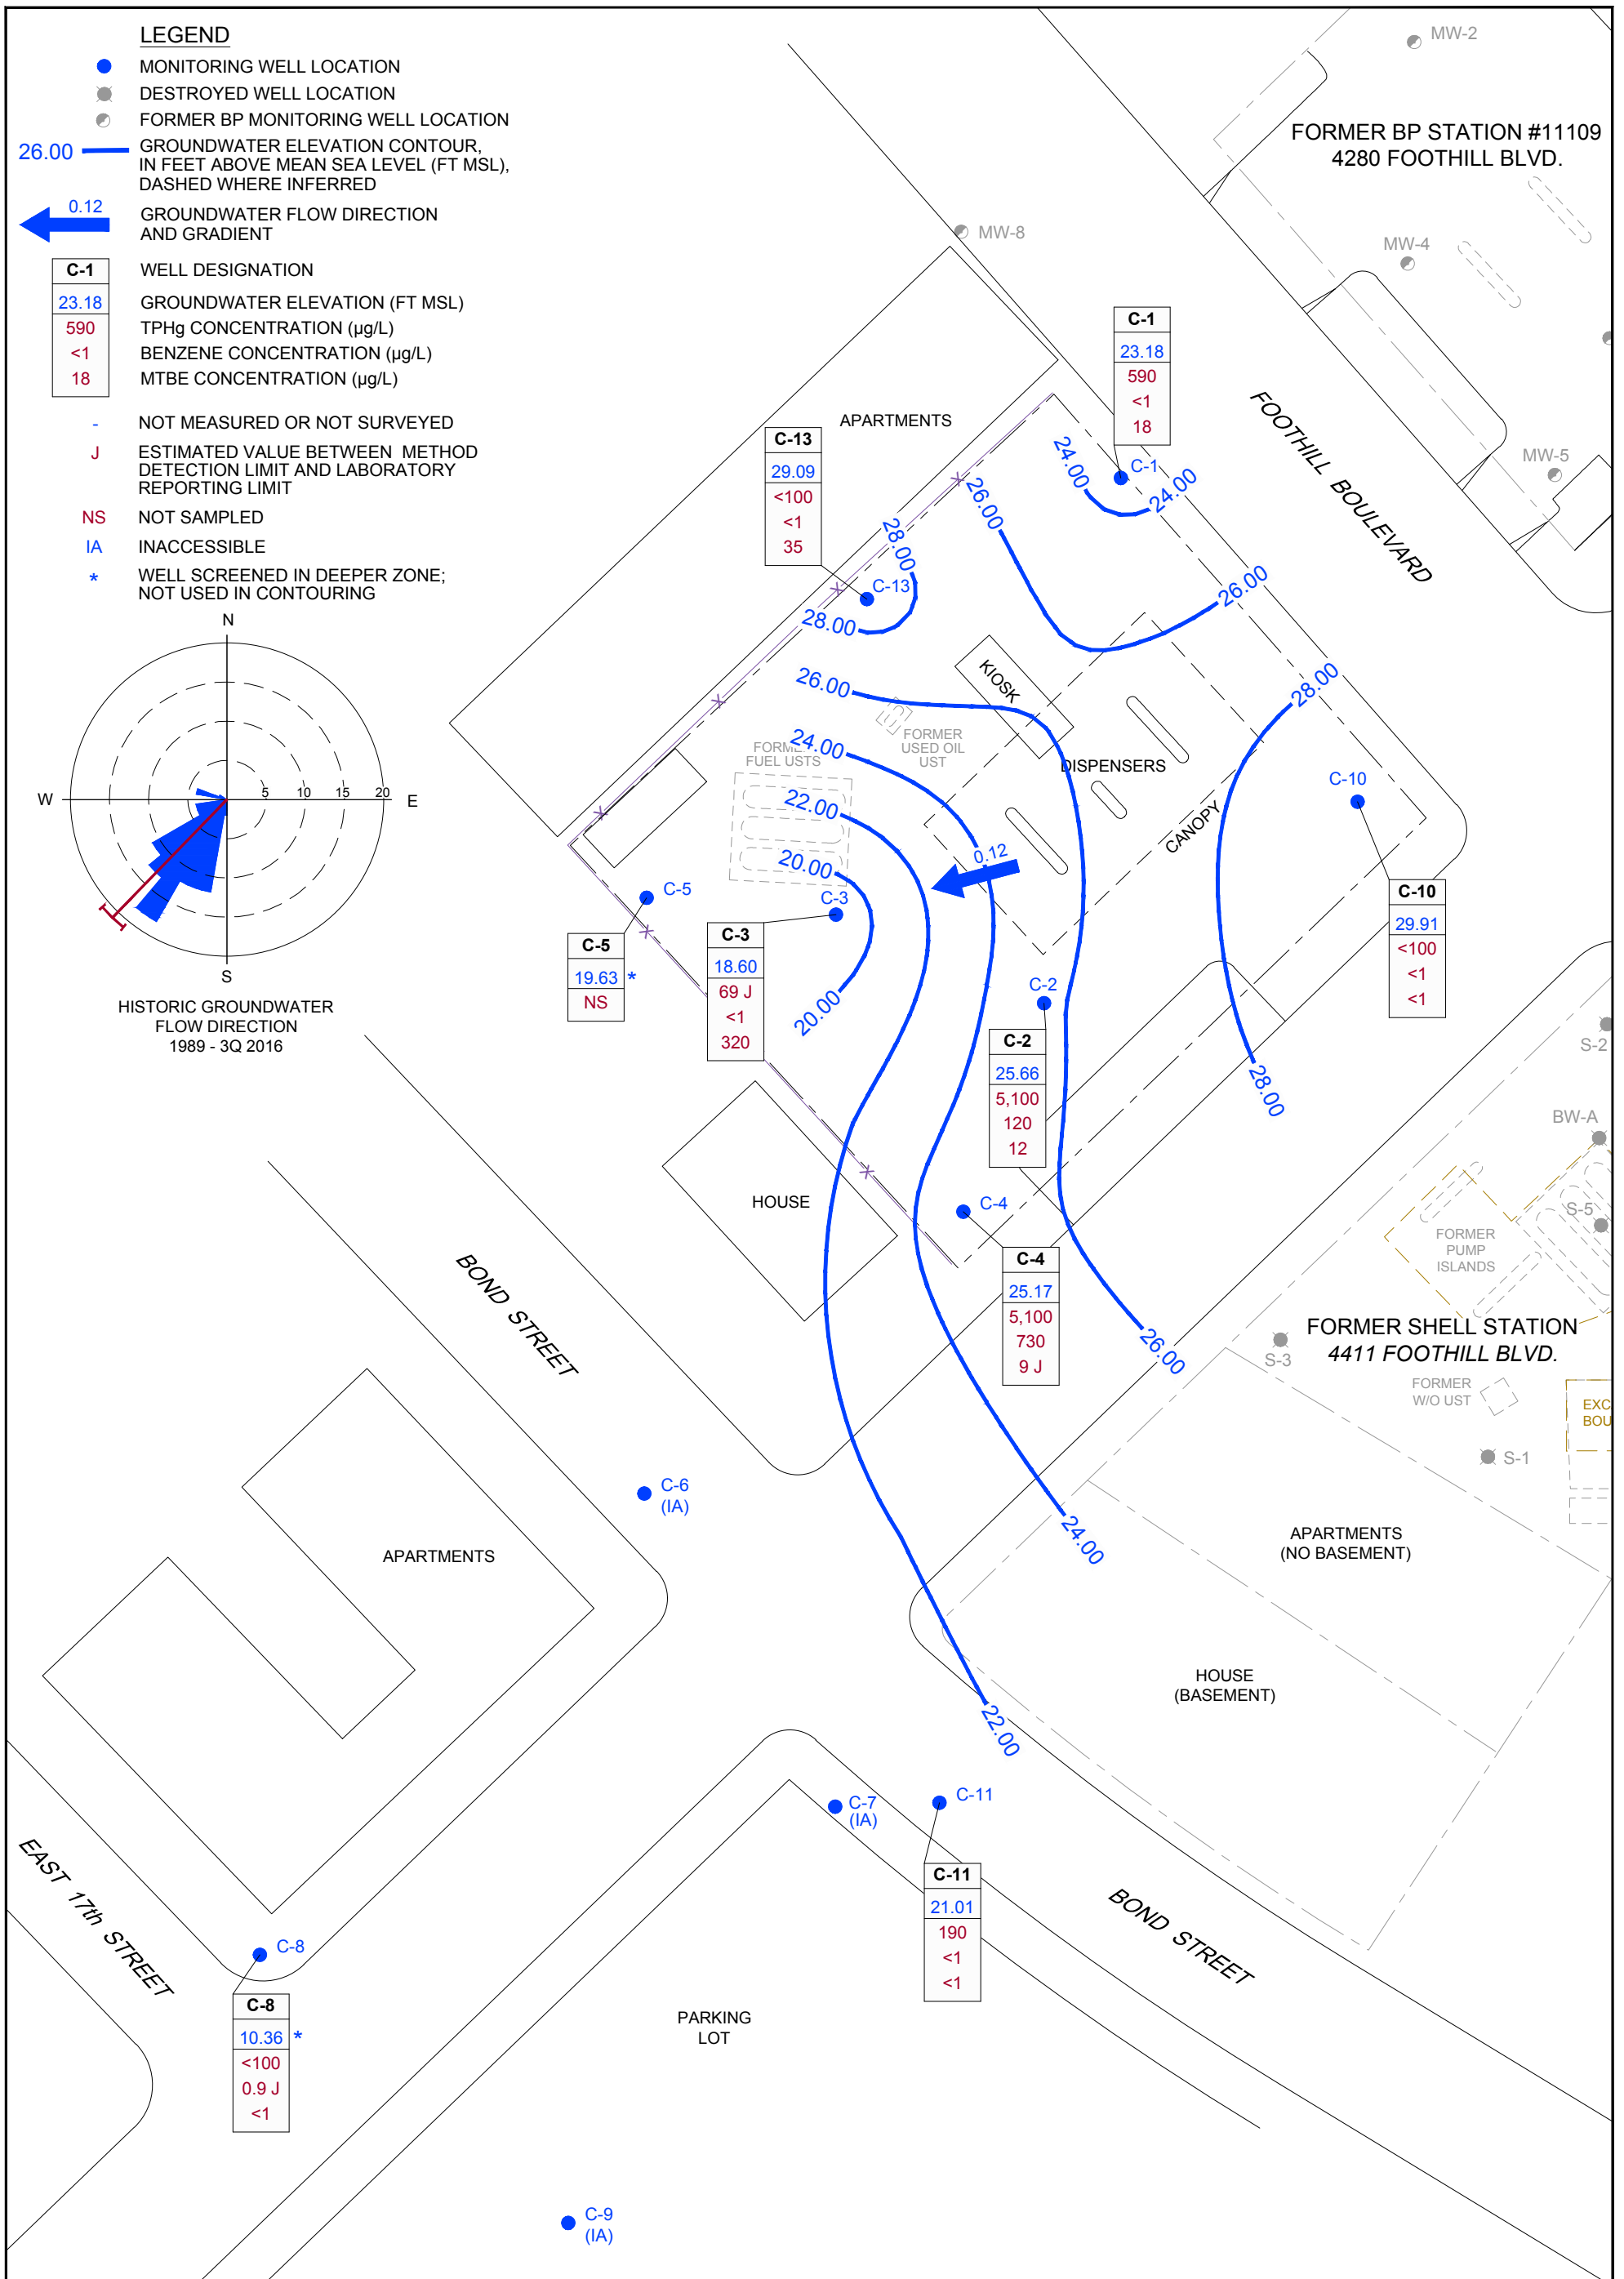 LEGEND
MONITORING WELL LOCATION
DESTROYED WELL LOCATION
FORMER BP MONITORING WELL LOCATION
26.00
GROUNDWATER ELEVATION CONTOUR,
IN FEET ABOVE MEAN SEA LEVEL (FT MSL),
DASHED WHERE INFERRED
0.12
GROUNDWATER FLOW DIRECTION
AND GRADIENT
C-1 WELL DESIGNATION
23.18 GROUNDWATER ELEVATION (FT MSL)
590 TPHg CONCENTRATION (µg/L)
<1 BENZENE CONCENTRATION (µg/L)
18 MTBE CONCENTRATION (µg/L)
- NOT MEASURED OR NOT SURVEYED
J ESTIMATED VALUE BETWEEN METHOD
DETECTION LIMIT AND LABORATORY
REPORTING LIMIT
NS NOT SAMPLED
IA INACCESSIBLE
* WELL SCREENED IN DEEPER ZONE;
NOT USED IN CONTOURING
N
W
5 10 15 20
E
S
HISTORIC GROUNDWATER
FLOW DIRECTION
1989 - 3Q 2016
MW-2
FORMER BP STATION #11109
4280 FOOTHILL BLVD.
MW-8
MW-4
MW-5
FOOTHILL BOULEVARD
APARTMENTS
C-1
23.18
590
<1
18
C-1
24.00
24.00
C-13
29.09
<100
<1
35
C-13
28.00
28.00
26.00
26.00
26.00
28.00
KIOSK
FORMER
USED OIL
UST
FUEL USTS
24.00
22.00
20.00
DISPENSERS
CANOPY
0.12
C-10
C-10
29.91
<100
<1
<1
C-5
C-5
19.63 *
NS
C-3
C-3
18.60
69 J
<1
320
20.00
C-2
C-2
25.66
5,100
120
12
28.00
S-2
BW-A
S-5
FORMER
PUMP
ISLANDS
HOUSE
C-4
C-4
25.17
5,100
730
9 J
26.00
FORMER SHELL STATION
4411 FOOTHILL BLVD.
S-3
FORMER
W/O UST
EXC
BOU
S-1
BOND STREET
C-6
(IA)
APARTMENTS
24.00
APARTMENTS
(NO BASEMENT)
HOUSE
(BASEMENT)
22.00
C-7
(IA)
C-11
C-11
21.01
190
<1
<1
BOND STREET
EAST 17th STREET
C-8
C-8
10.36 *
<100
0.9 J
<1
PARKING
LOT
C-9
(IA)